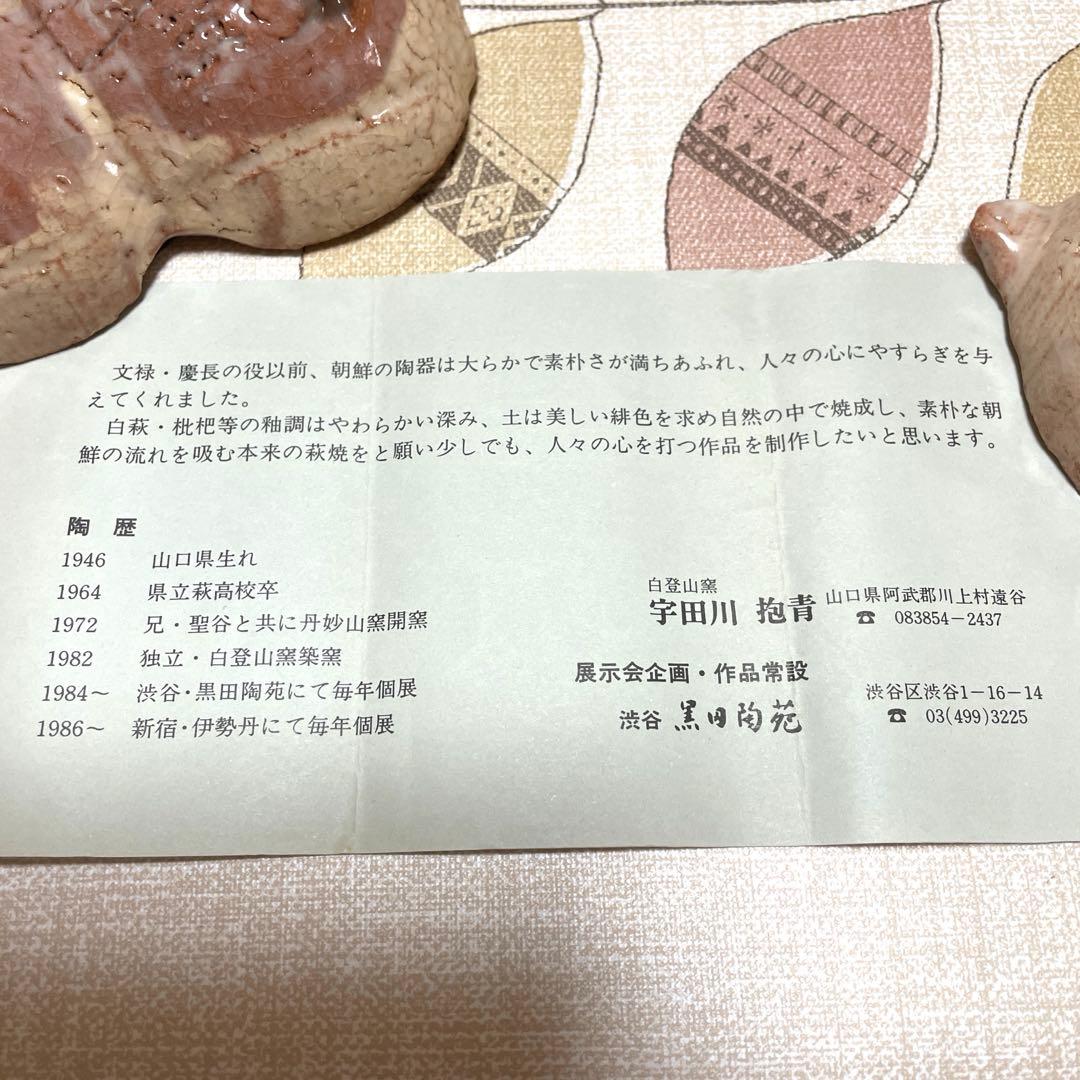 文禄・慶長の役以前、朝鮮の陶器は大らかで素朴さが満ちあふれ、人々の心にやすらぎを与
えてくれました。
白萩・枇杷等の釉調はやわらかい深み、土は美しい緋色を求め自然の中で焼成し、素朴な朝
鮮の流れを吸む本来の萩焼をと願い少しでも、人々の心を打つ作品を制作したいと思います。
陶 歴
1946 山口県生れ
1964 県立萩高校卒
1972 兄・聖谷と共に丹妙山窯開窯
1982 独立・白登山窯築窯
1984〜 渋谷・黒田陶苑にて毎年個展
1986〜 新宿・伊勢丹にて毎年個展
白登山窯
宇田川 抱青 山口県阿武郡川上村遠谷
☎ 083854-2437
展示会企画・作品常設
渋谷 黒田陶苑 渋谷区渋谷1-16-14
☎ 03(499)3225